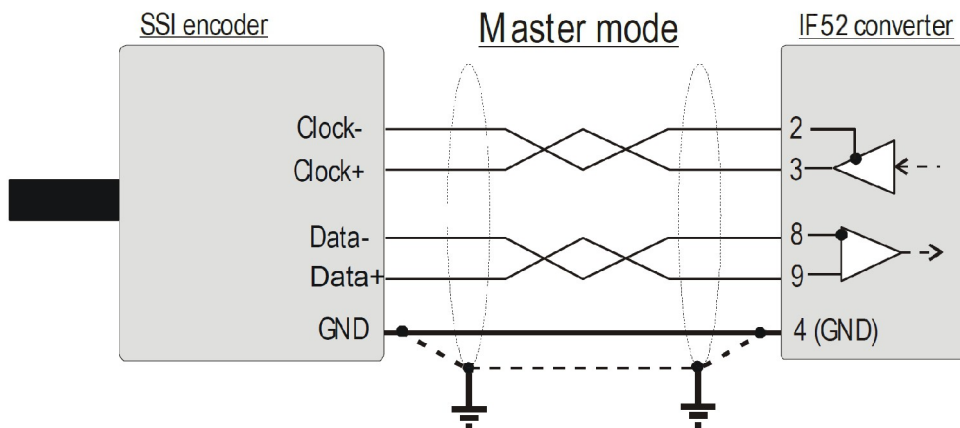 SSI encoder
Master mode
IF52 converter
Clock-
2
Clock+
3
Data-
8
Data+
9
GND
4 (GND)